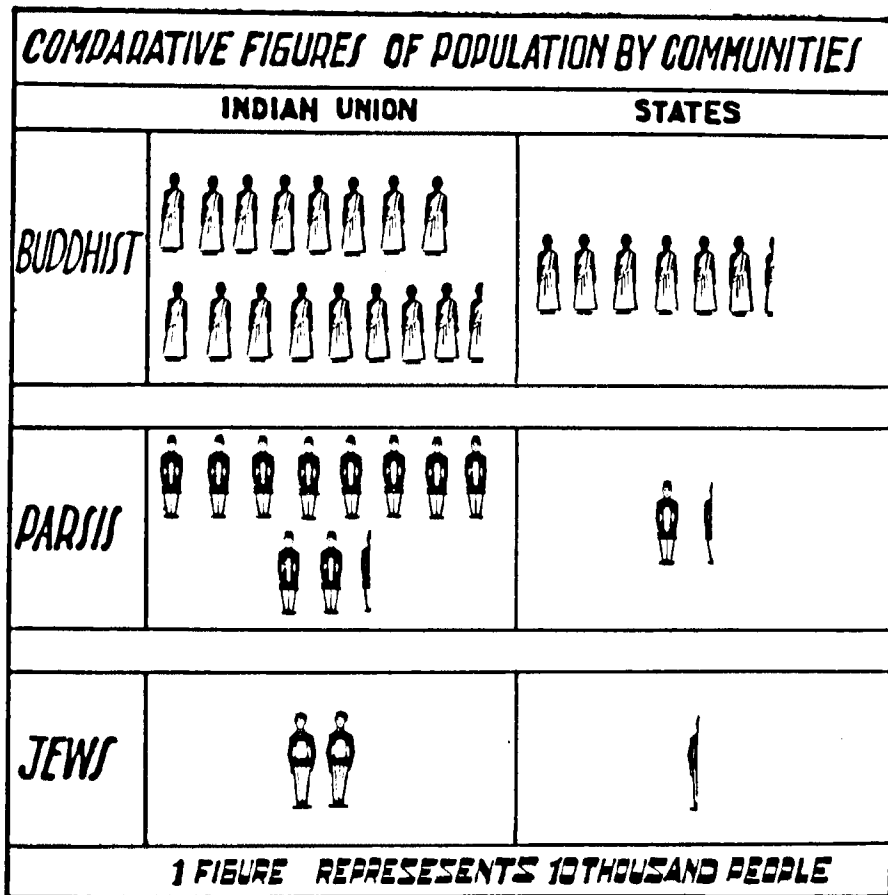 COMPARATIVE FIGURES OF POPULATION BY COMMUNITIES
INDIAN UNION STATES
BUDDHIST
PARSIS
JEWS
1 FIGURE REPRESESENTS 10 THOUSAND PEOPLE